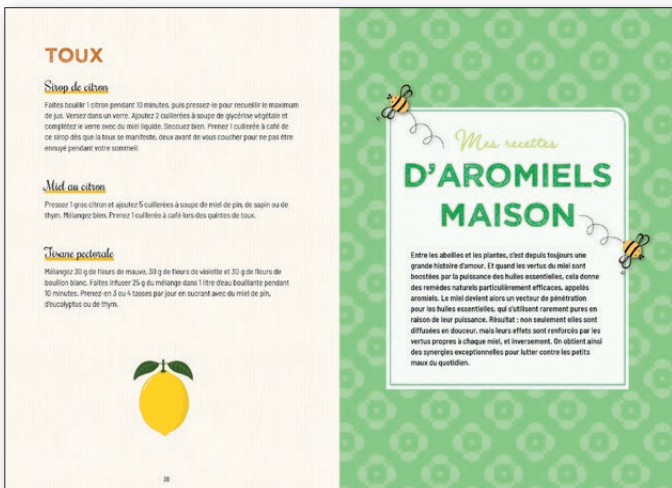 TOUX
Sirop de citron
Faites bouillir 1 citron pendant 10 minutes, puis pressez-le pour recueillir le maximum
de jus. Versez dans un verre. Ajoutez 2 cuillerées à soupe de glycérine végétale et
complétez le verre avec du miel liquide. Secouez bien. Prenez 1 cuillerée à café de
ce sirop dès que la toux se manifeste, deux avant de vous coucher pour ne pas être
ennuyé pendant votre sommeil.
Miel au citron
Pressez 1 gros citron et ajoutez 5 cuillerées à soupe de miel de pin, de sapin ou de
thym. Mélangez bien. Prenez 1 cuillerée à café lors des quintes de toux.
Tisane pectorale
Mélangez 30 g de fleurs de mauve, 30 g de fleurs de violette et 30 g de fleurs de
bouillon blanc. Faites infuser 25 g du mélange dans 1 litre d'eau bouillante pendant
10 minutes. Prenez-en 3 ou 4 tasses par jour en sucrant avec du miel de pin,
d'eucalyptus ou de thym.
Mes recettes
D'AROMIELS
MAISON
Entre les abeilles et les plantes, c'est depuis toujours une
grande histoire d'amour. Et quand les vertus du miel sont
boostées par la puissance des huiles essentielles, cela donne
des remèdes naturels particulièrement efficaces, appelés
aromiels. Le miel devient alors un vecteur de pénétration
pour les huiles essentielles, qui s'utilisent rarement pures en
raison de leur puissance. Résultat : non seulement elles sont
diffusées en douceur, mais leurs effets sont renforcés par les
vertus propres à chaque miel, et inversement. On obtient ainsi
des synergies exceptionnelles pour lutter contre les petits
maux du quotidien.